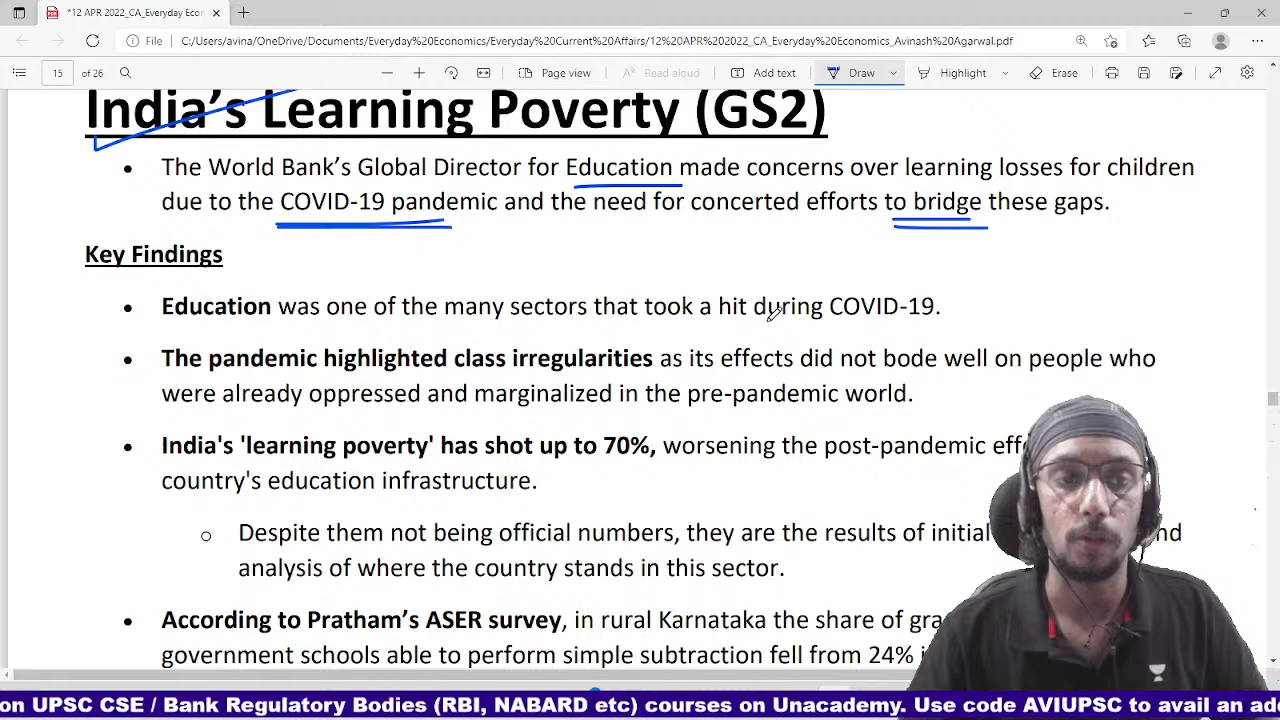 *12 APR 2022_CA_Everyday Econ
File
C:/Users/avina/OneDrive/Documents/Everyday%20Economics/Everyday%20Current%20Affairs/12%20APR%202022_CA_Everyday%20Economics_Avinash%20Agarwal.pdf
15 of 26
Page view
Read aloud
Add text
Draw
Highlight
Erase
India's Learning Poverty (GS2)
• The World Bank's Global Director for Education made concerns over learning losses for children
due to the COVID-19 pandemic and the need for concerted efforts to bridge these gaps.
Key Findings
• Education was one of the many sectors that took a hit during COVID-19.
• The pandemic highlighted class irregularities as its effects did not bode well on people who
were already oppressed and marginalized in the pre-pandemic world.
• India's 'learning poverty' has shot up to 70%, worsening the post-pandemic
country's education infrastructure.
o Despite them not being official numbers, they are the results of initial
analysis of where the country stands in this sector.
• According to Pratham's ASER survey, in rural Karnataka the share of
government schools able to perform simple subtraction fell from 24%
on UPSC CSE / Bank Regulatory Bodies (RBI, NABARD etc) courses on Unacademy. Use code AVIUPSC to avail an